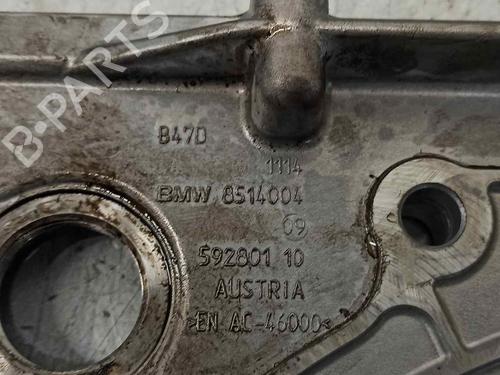 B-PARTS
B47D
1114
BMW 8514004
09
592801 10
AUSTRIA
>EN AC-46000<